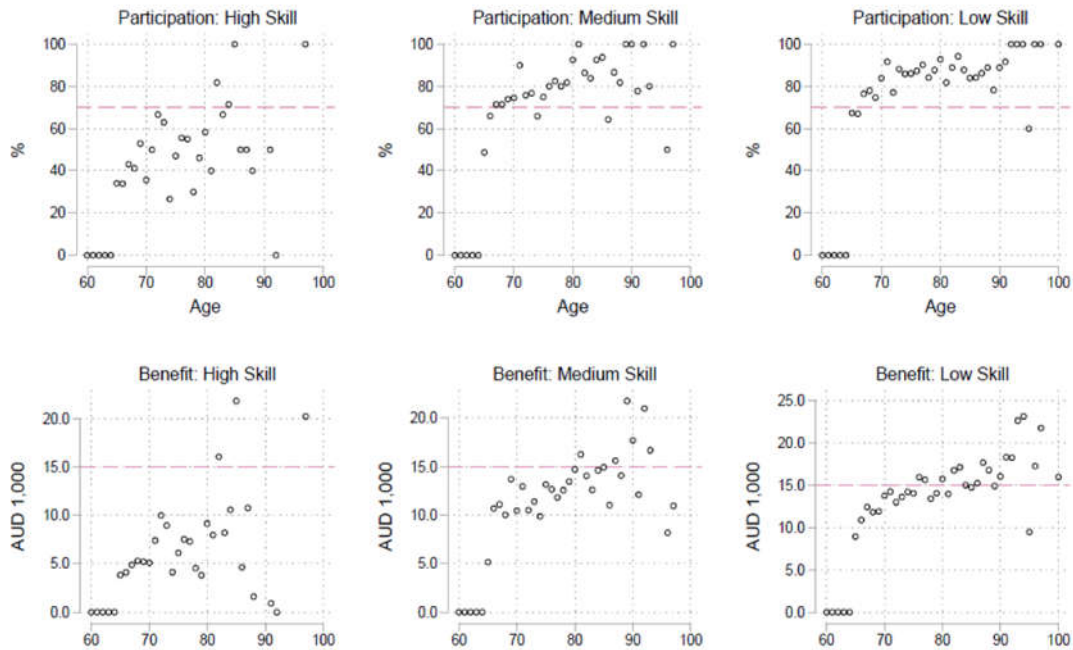 Participation: High Skill
Participation: Medium Skill
Participation: Low Skill
100
80
60
40
20
0
%
60 70 80 90 100
Age
100
80
60
40
20
0
%
60 70 80 90 100
Age
100
80
60
40
20
0
%
60 70 80 90 100
Age
Benefit: High Skill
Benefit: Medium Skill
Benefit: Low Skill
20.0
15.0
10.0
5.0
0.0
AUD 1,000
60 70 80 90 100
20.0
15.0
10.0
5.0
0.0
AUD 1,000
60 70 80 90 100
25.0
20.0
15.0
10.0
5.0
0.0
AUD 1,000
60 70 80 90 100